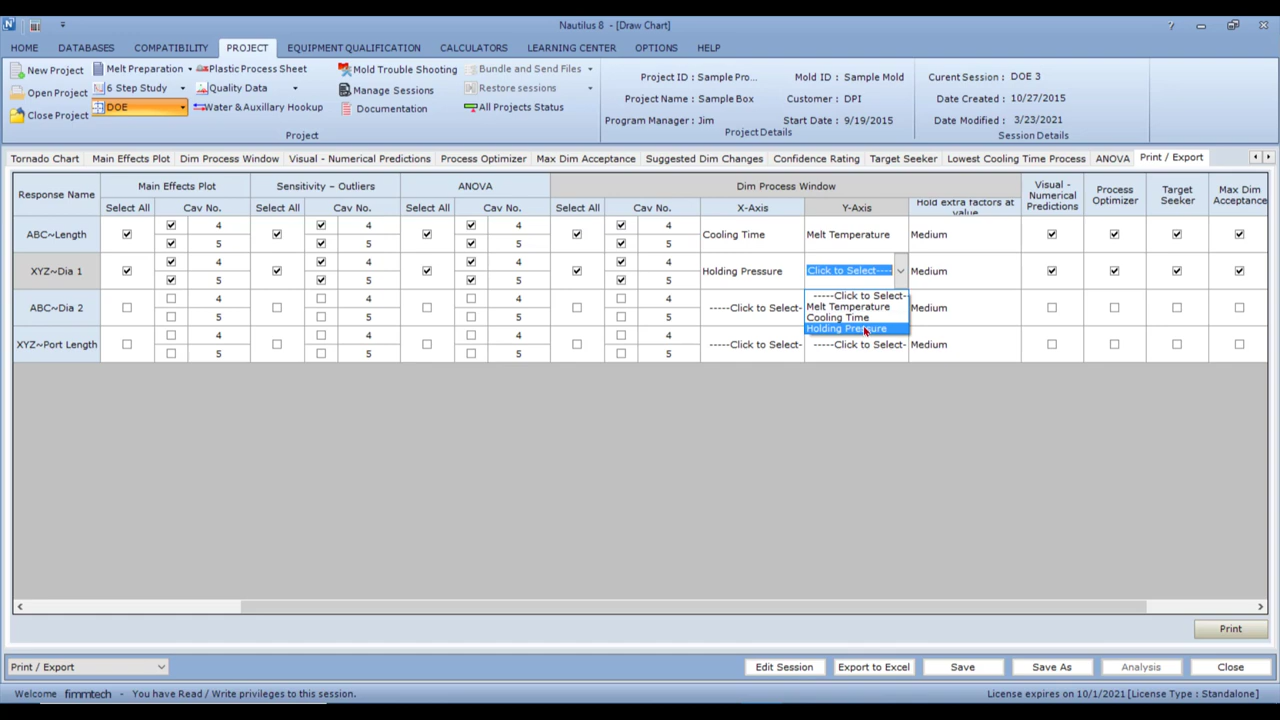 Nautilus 8 - [Draw Chart]
HOME DATABASES COMPATIBILITY PROJECT EQUIPMENT QUALIFICATION CALCULATORS LEARNING CENTER OPTIONS HELP
New Project Melt Preparation Plastic Process Sheet Mold Trouble Shooting Bundle and Send Files
Open Project 6 Step Study Quality Data Manage Sessions Restore sessions
Close Project DOE Water & Auxillary Hookup Documentation All Projects Status
Project
Project ID : Sample Pro... Mold ID : Sample Mold
Project Name : Sample Box Customer : DPI
Program Manager : Jim Start Date : 9/19/2015
Project Details
Curent Session : DOE 3
Date Created : 10/27/2015
Date Modified : 3/23/2021
Session Details
Tornado Chart Main Effects Plot Dim Process Window Visual - Numerical Predictions Process Optimizer Max Dim Acceptance Suggested Dim Changes Confidence Rating Target Seeker Lowest Cooling Time Process ANOVA Print / Export
Response Name Main Effects Plot Sensitivity – Outliers ANOVA Dim Process Window Visual - Numerical Predictions Process Optimizer Target Seeker Max Dim Acceptance
Select All Cav No. Select All Cav No. Select All Cav No. Select All Cav No. X-Axis Y-Axis Hold extra factors at value
ABC~Length 4 4 4 4 Cooling Time Melt Temperature Medium
5 5 5 5
XYZ~Dia 1 4 4 4 4 Holding Pressure Click to Select---- Medium
5 5 5 5
-----Click to Select-
Melt Temperature
Cooling Time
Holding Pressure
ABC~Dia 2 4 4 4 4 -----Click to Select- Medium
5 5 5 5
XYZ~Port Length 4 4 4 4 -----Click to Select- -----Click to Select- Medium
5 5 5 5
Print
Print / Export Edit Session Export to Excel Save Save As Analysis Close
Welcome fimmtech - You have Read / Write privileges to this session. License expires on 10/1/2021 [License Type : Standalone]